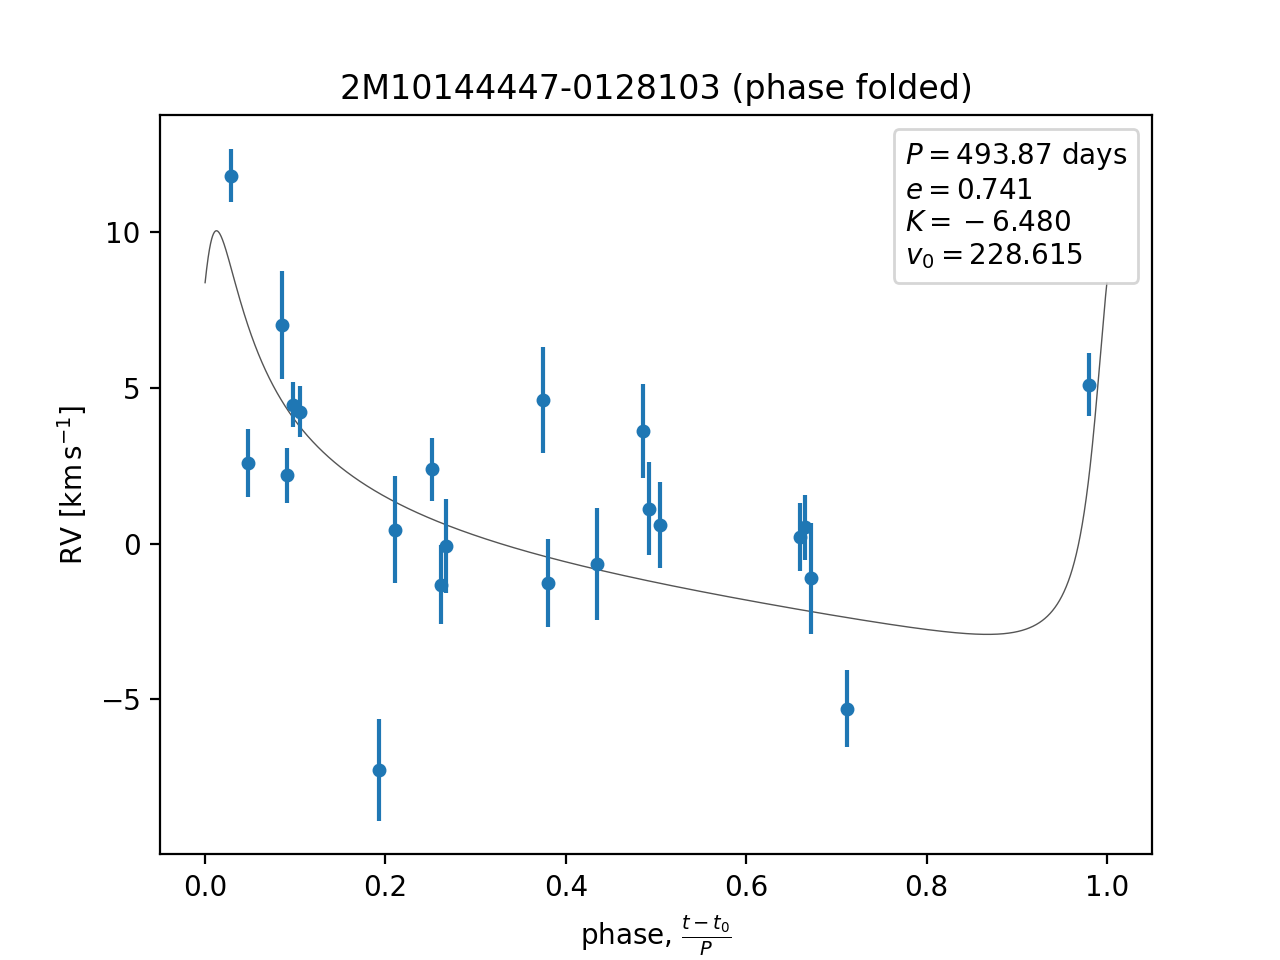 2M10144447-0128103 (phase folded)
P = 493.87 days
e = 0.741
K = −6.480
v₀ = 228.615
10
5
0
−5
RV [km s⁻¹]
0.0 0.2 0.4 0.6 0.8 1.0
phase, (t − t₀)/P